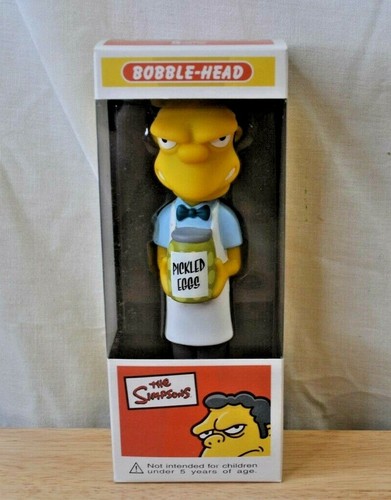 BOBBLE-HEAD
PICKLED
EGGS
THE
SIMPSONS
Not intended for children
under 5 years of age.